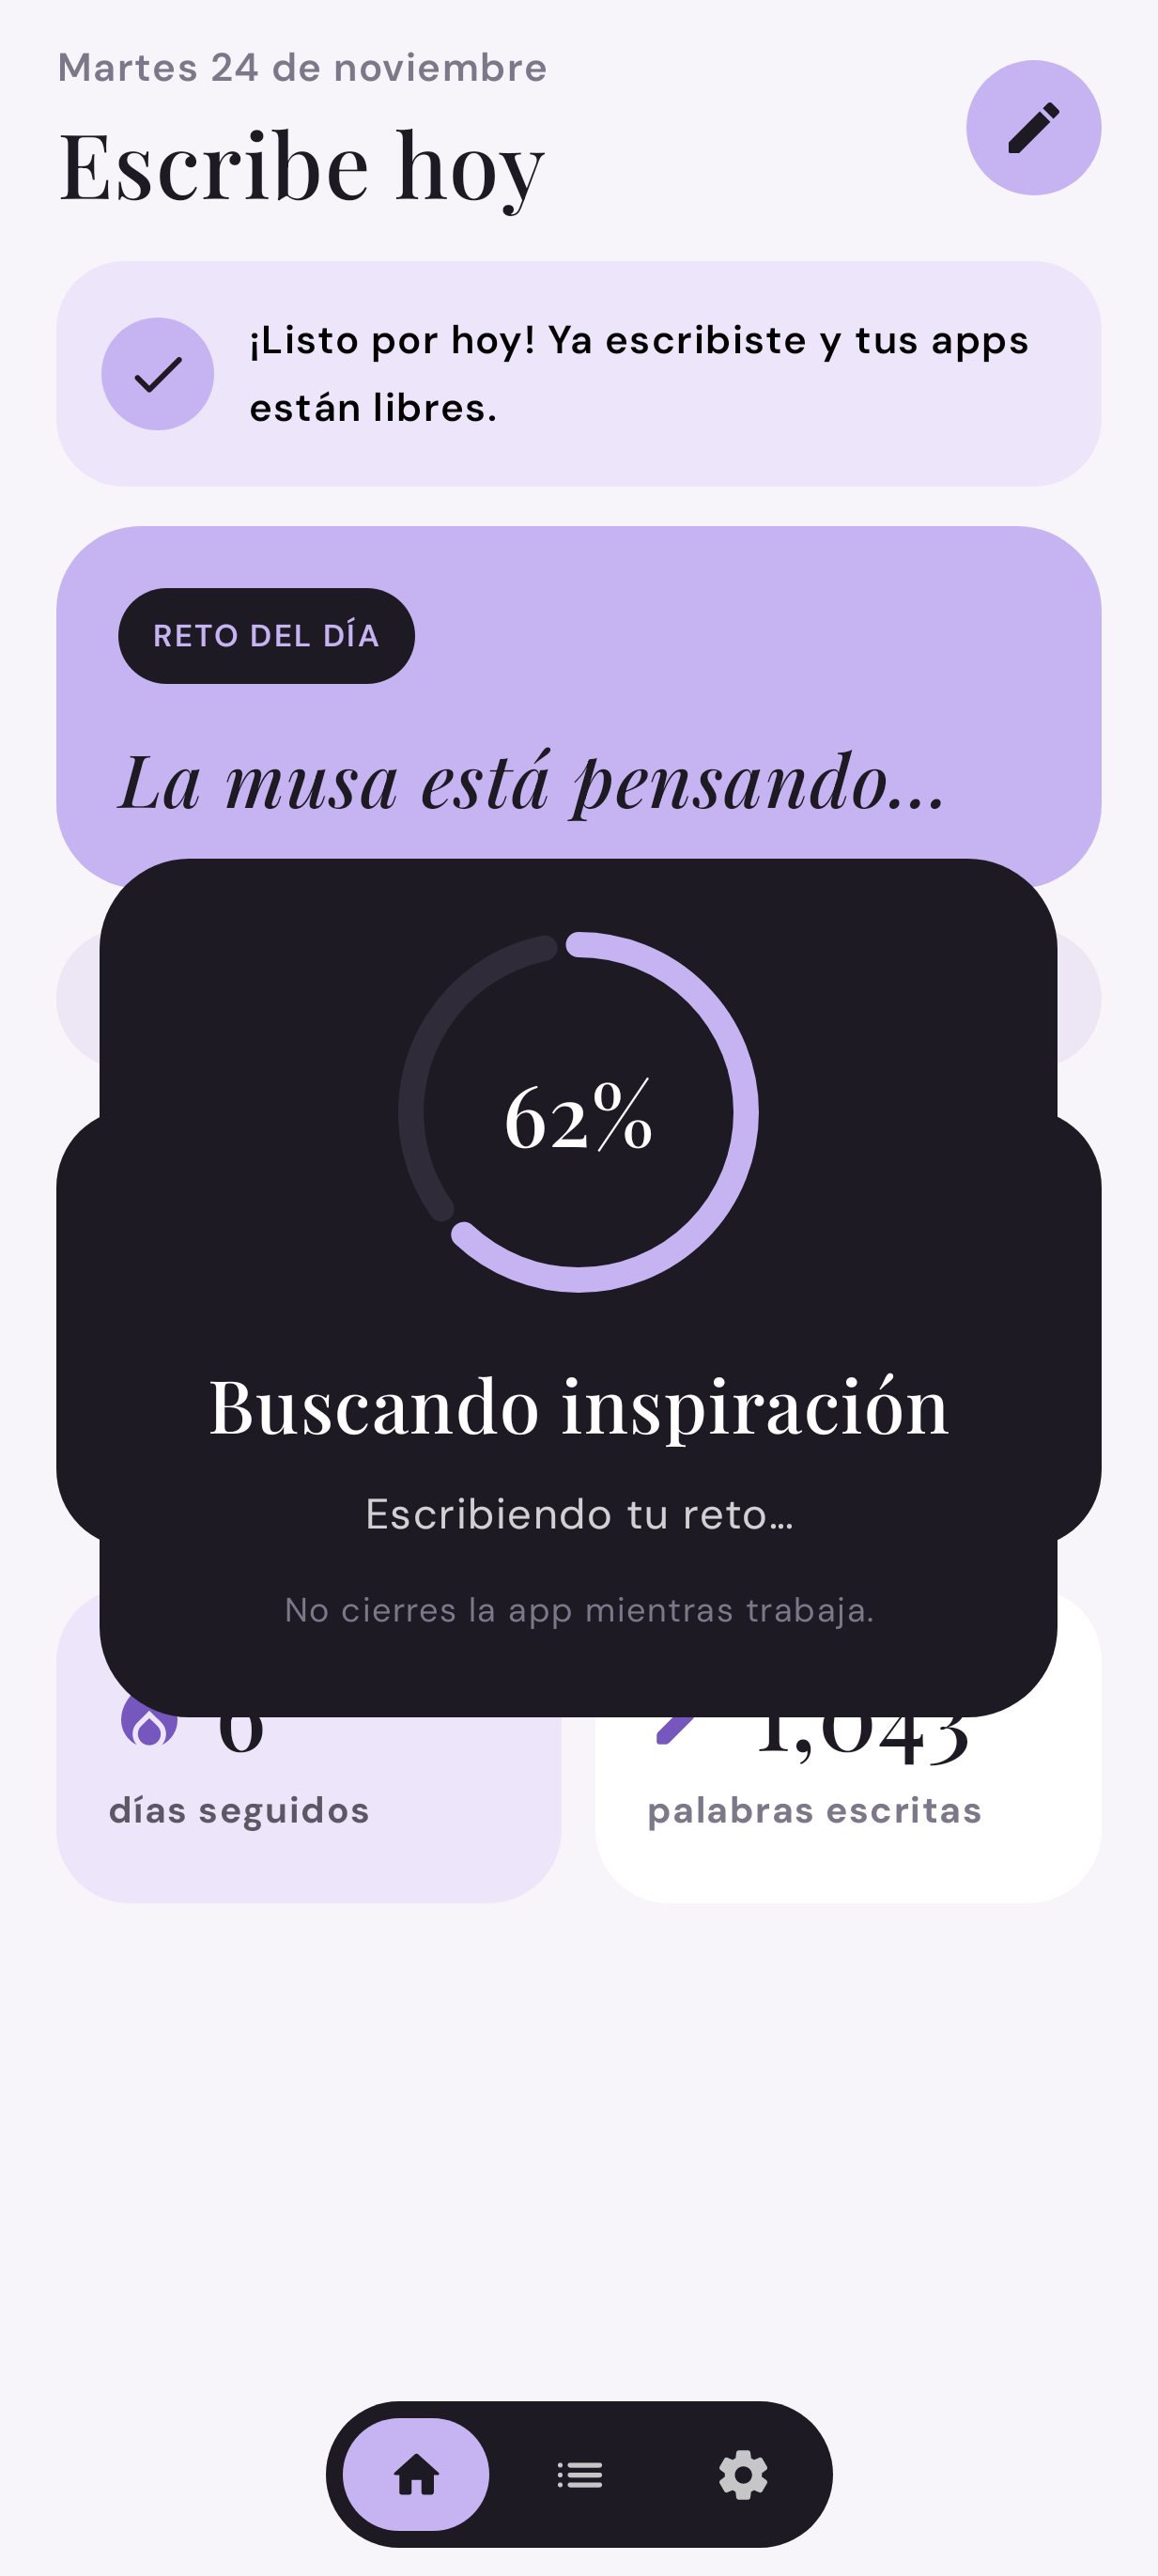 Martes 24 de noviembre
Escribe hoy
¡Listo por hoy! Ya escribiste y tus apps
están libres.
RETO DEL DÍA
La musa está pensando...
62%
Buscando inspiración
Escribiendo tu reto...
No cierres la app mientras trabaja.
1,043
días seguidos
palabras escritas